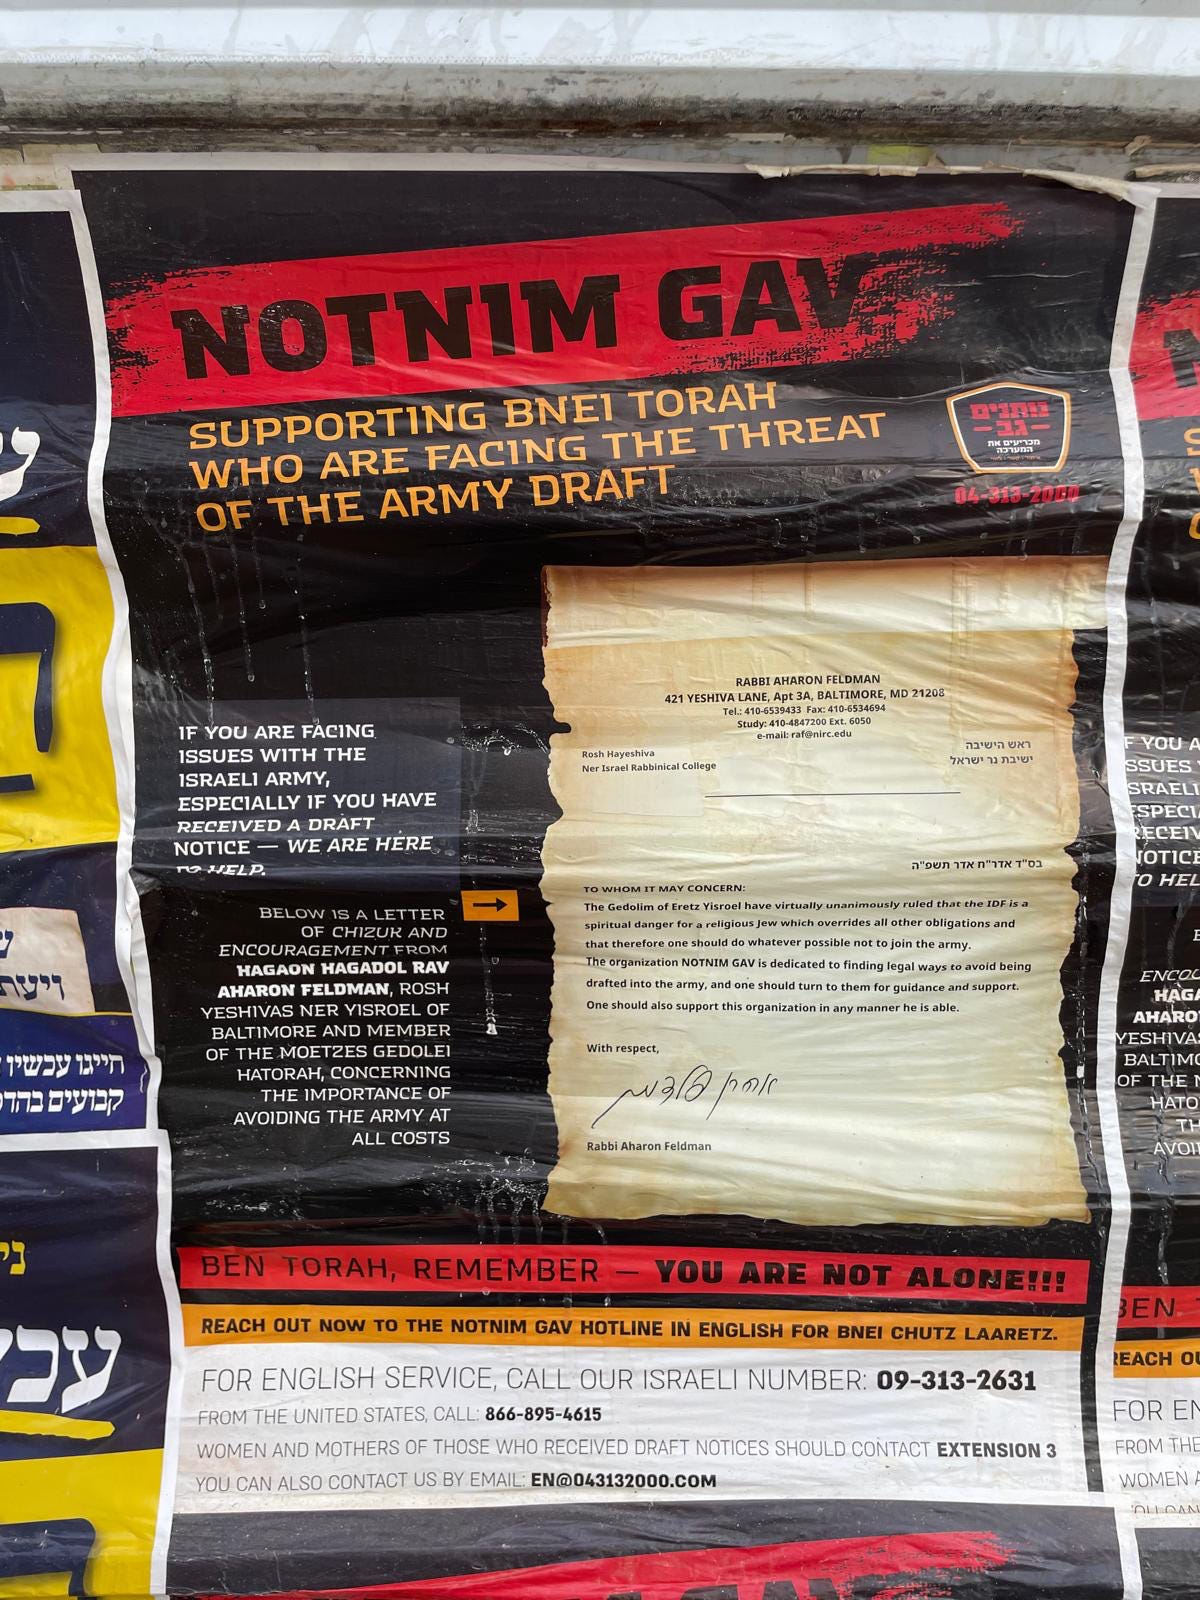 NOTNIM GAV
SUPPORTING BNEI TORAH
WHO ARE FACING THE THREAT
OF THE ARMY DRAFT
נותנים
גב
מכריעים את
המערכה
04-313-2000
IF YOU ARE FACING
ISSUES WITH THE
ISRAELI ARMY,
ESPECIALLY IF YOU HAVE
RECEIVED A DRAFT
NOTICE — WE ARE HERE
TO HELP.
BELOW IS A LETTER
OF CHIZUK AND
ENCOURAGEMENT FROM
HAGAON HAGADOL RAV
AHARON FELDMAN, ROSH
YESHIVAS NER YISROEL OF
BALTIMORE AND MEMBER
OF THE MOETZES GEDOLEI
HATORAH, CONCERNING
THE IMPORTANCE OF
AVOIDING THE ARMY AT
ALL COSTS
RABBI AHARON FELDMAN
421 YESHIVA LANE, Apt 3A, BALTIMORE, MD 21208
Tel.: 410-6539433 Fax: 410-6534694
Study: 410-4847200 Ext. 6050
e-mail: raf@nirc.edu
Rosh Hayeshiva
Ner Israel Rabbinical College
ראש הישיבה
ישיבת נר ישראל
בס"ד אדר"ח אדר תשפ"ה
TO WHOM IT MAY CONCERN:
The Gedolim of Eretz Yisroel have virtually unanimously ruled that the IDF is a
spiritual danger for a religious Jew which overrides all other obligations and
that therefore one should do whatever possible not to join the army.
The organization NOTNIM GAV is dedicated to finding legal ways to avoid being
drafted into the army, and one should turn to them for guidance and support.
One should also support this organization in any manner he is able.
With respect,
אהרן פלדמן
Rabbi Aharon Feldman
BEN TORAH, REMEMBER — YOU ARE NOT ALONE!!!
REACH OUT NOW TO THE NOTNIM GAV HOTLINE IN ENGLISH FOR BNEI CHUTZ LAARETZ.
FOR ENGLISH SERVICE, CALL OUR ISRAELI NUMBER: 09-313-2631
FROM THE UNITED STATES, CALL: 866-895-4615
WOMEN AND MOTHERS OF THOSE WHO RECEIVED DRAFT NOTICES SHOULD CONTACT EXTENSION 3
YOU CAN ALSO CONTACT US BY EMAIL: EN@043132000.COM
חייגו עכשיו